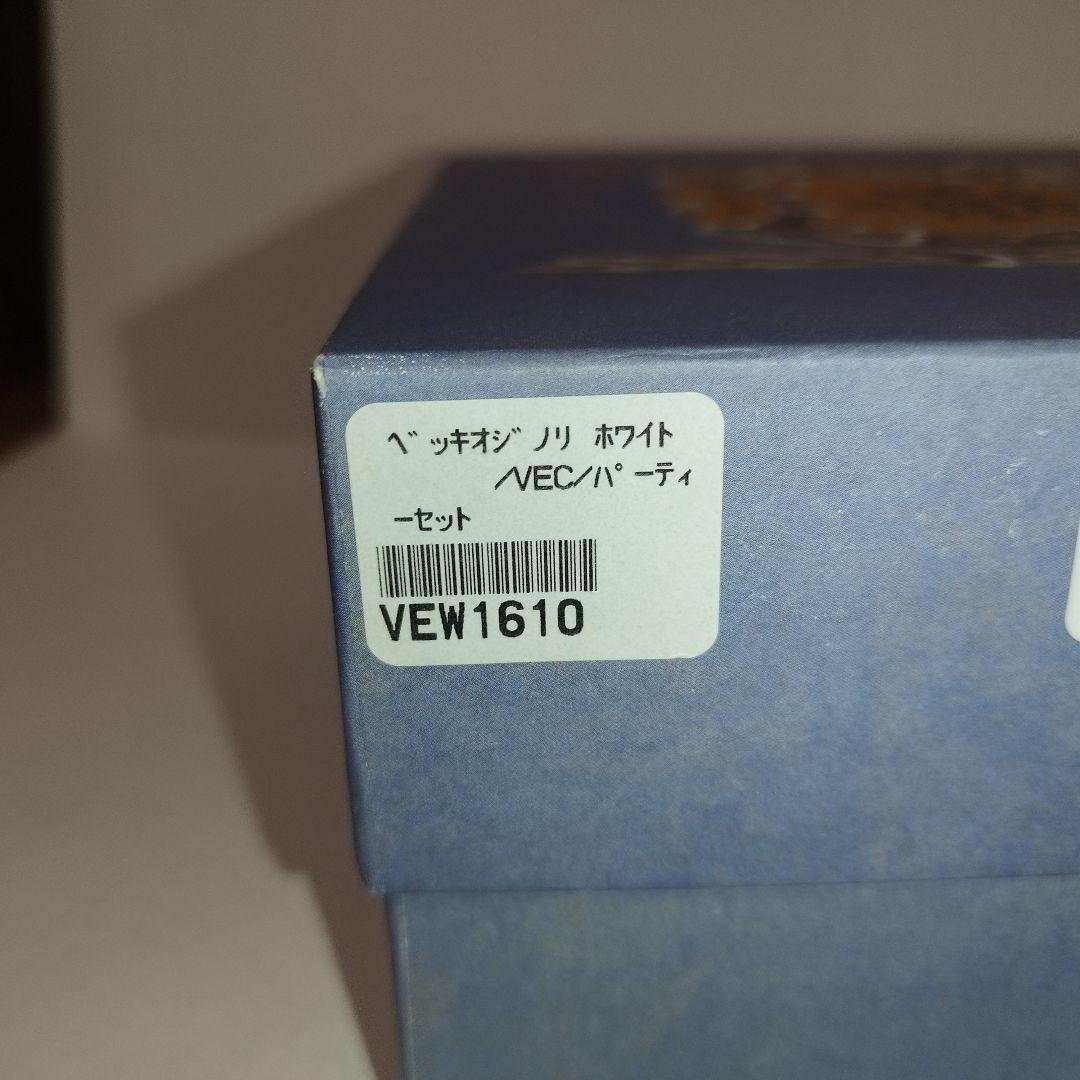 ﾍﾞｯｷｵｼﾞﾉﾘ ﾎﾜｲﾄ
/VEC/ﾊﾟｰﾃｨ
ｰｾｯﾄ
VEW1610